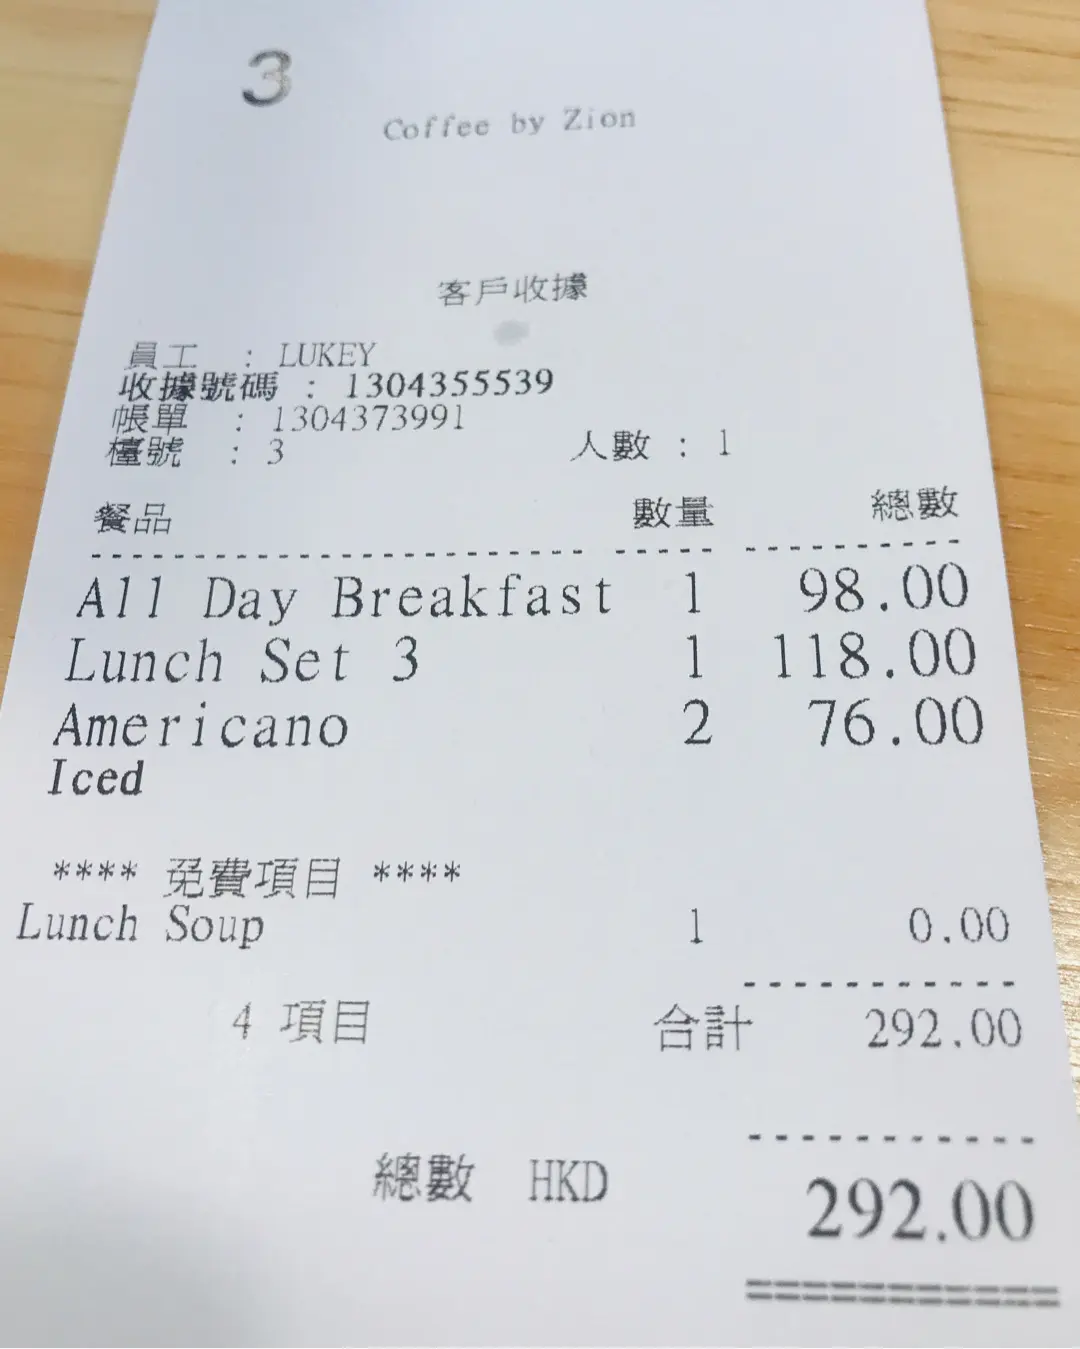 3
Coffee by Zion
客戶收據
員工 : LUKEY
收據號碼 : 1304355539
帳單 : 1304373991
檯號 : 3 人數 : 1
餐品 數量 總數
All Day Breakfast 1 98.00
Lunch Set 3 1 118.00
Americano 2 76.00
Iced
**** 免費項目 ****
Lunch Soup 1 0.00
4 項目 合計 292.00
總數 HKD 292.00